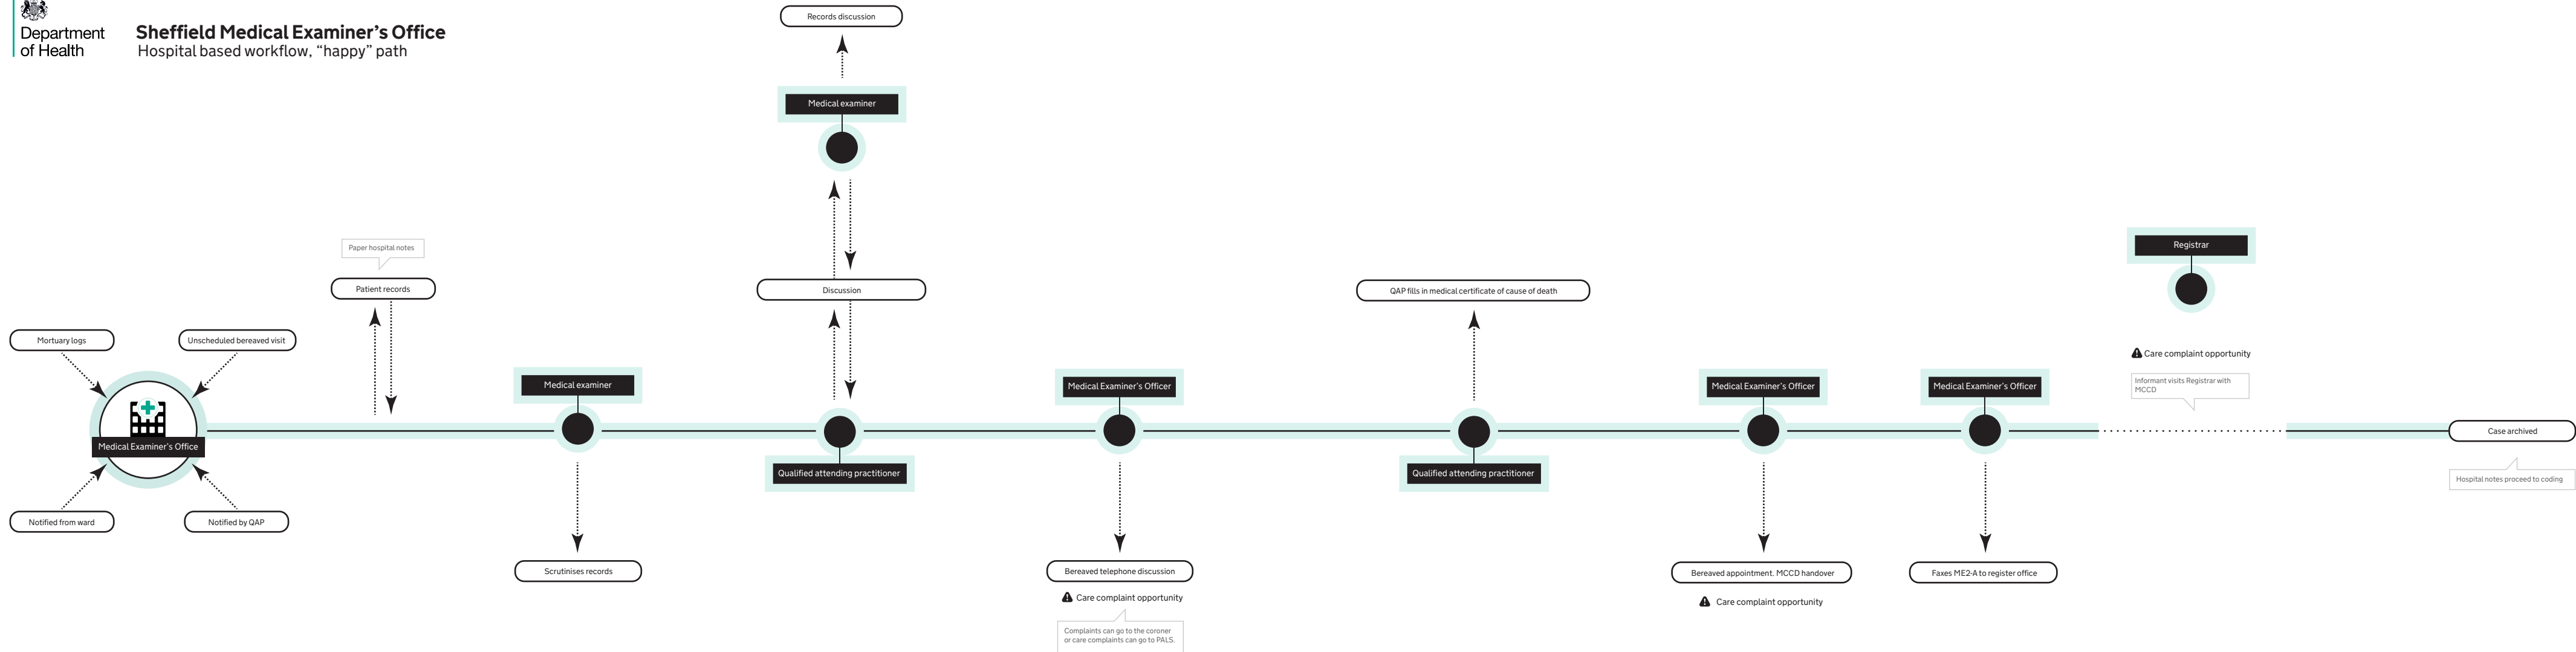 Department
of Health
Sheffield Medical Examiner's Office
Hospital based workflow, “happy” path
Records discussion
Medical examiner
Paper hospital notes
Patient records
Discussion
QAP fills in medical certificate of cause of death
Registrar
Mortuary logs
Unscheduled bereaved visit
Care complaint opportunity
Informant visits Registrar with
MCCD
Medical examiner
Medical Examiner's Officer
Medical Examiner's Officer
Medical Examiner's Officer
Medical Examiner's Office
Case archived
Qualified attending practitioner
Qualified attending practitioner
Hospital notes proceed to coding
Notified from ward
Notified by QAP
Scrutinises records
Bereaved telephone discussion
Bereaved appointment. MCCD handover
Faxes ME2-A to register office
Care complaint opportunity
Care complaint opportunity
Complaints can go to the coroner
or care complaints can go to PALS.